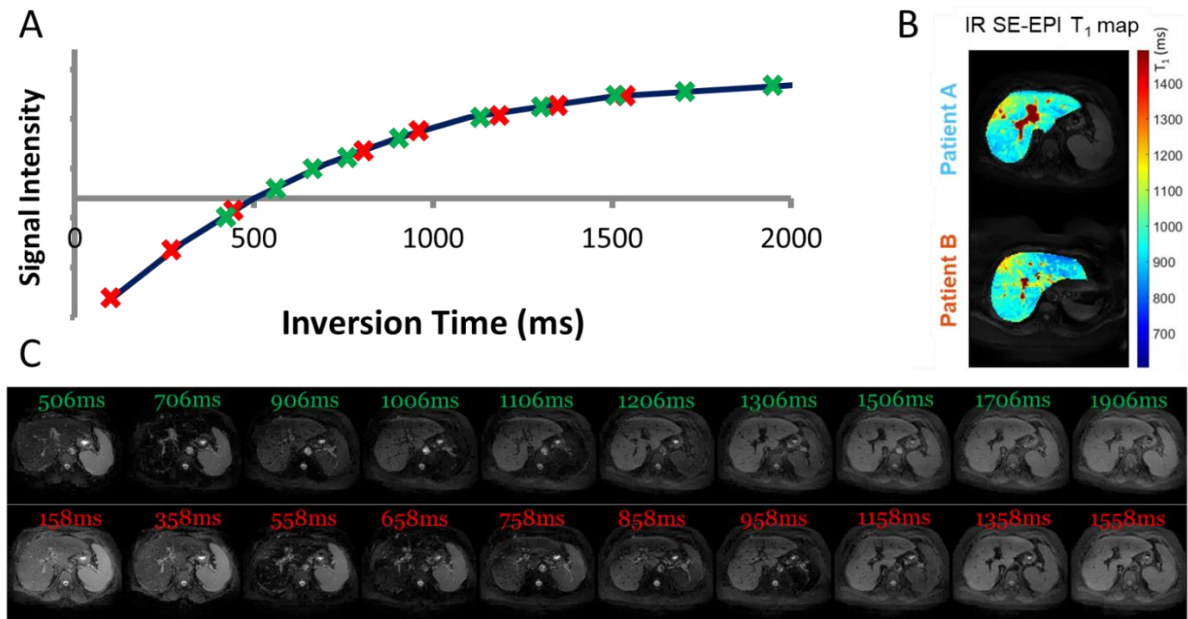 A
Signal Intensity
0
500
1000
1500
2000
Inversion Time (ms)
B
IR SE-EPI T₁ map
Patient A
Patient B
T₁ (ms)
1400
1300
1200
1100
1000
900
800
700
C
506ms 706ms 906ms 1006ms 1106ms 1206ms 1306ms 1506ms 1706ms 1906ms
158ms 358ms 558ms 658ms 758ms 858ms 958ms 1158ms 1358ms 1558ms